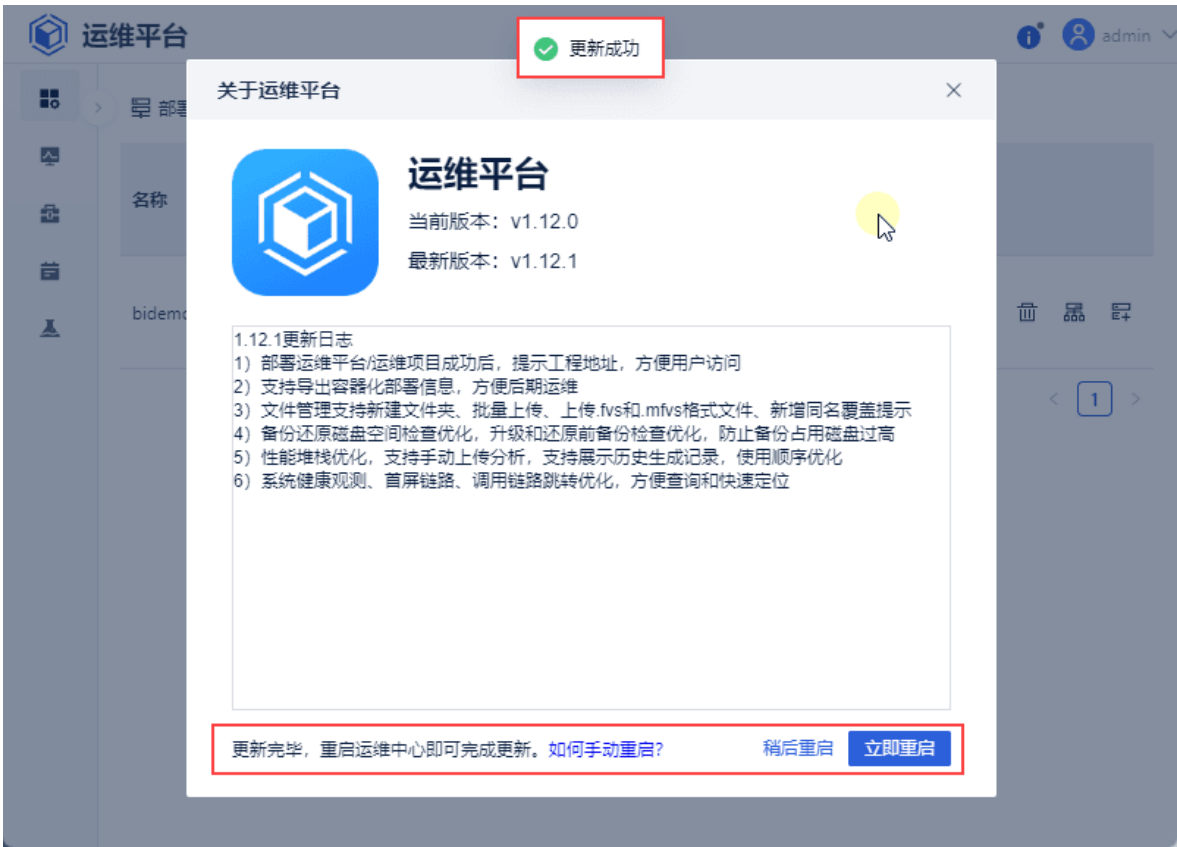 运维平台
更新成功
admin
关于运维平台
部署
名称
运维平台
当前版本：v1.12.0
最新版本：v1.12.1
bidemo
1.12.1更新日志
1）部署运维平台/运维项目成功后，提示工程地址，方便用户访问
2）支持导出容器化部署信息，方便后期运维
3）文件管理支持新建文件夹、批量上传、上传.fvs和.mfvs格式文件、新增同名覆盖提示
4）备份还原磁盘空间检查优化，升级和还原前备份检查优化，防止备份占用磁盘过高
5）性能堆栈优化，支持手动上传分析，支持展示历史生成记录，使用顺序优化
6）系统健康观测、首屏链路、调用链路跳转优化，方便查询和快速定位
1
更新完毕，重启运维中心即可完成更新。如何手动重启？
稍后重启
立即重启